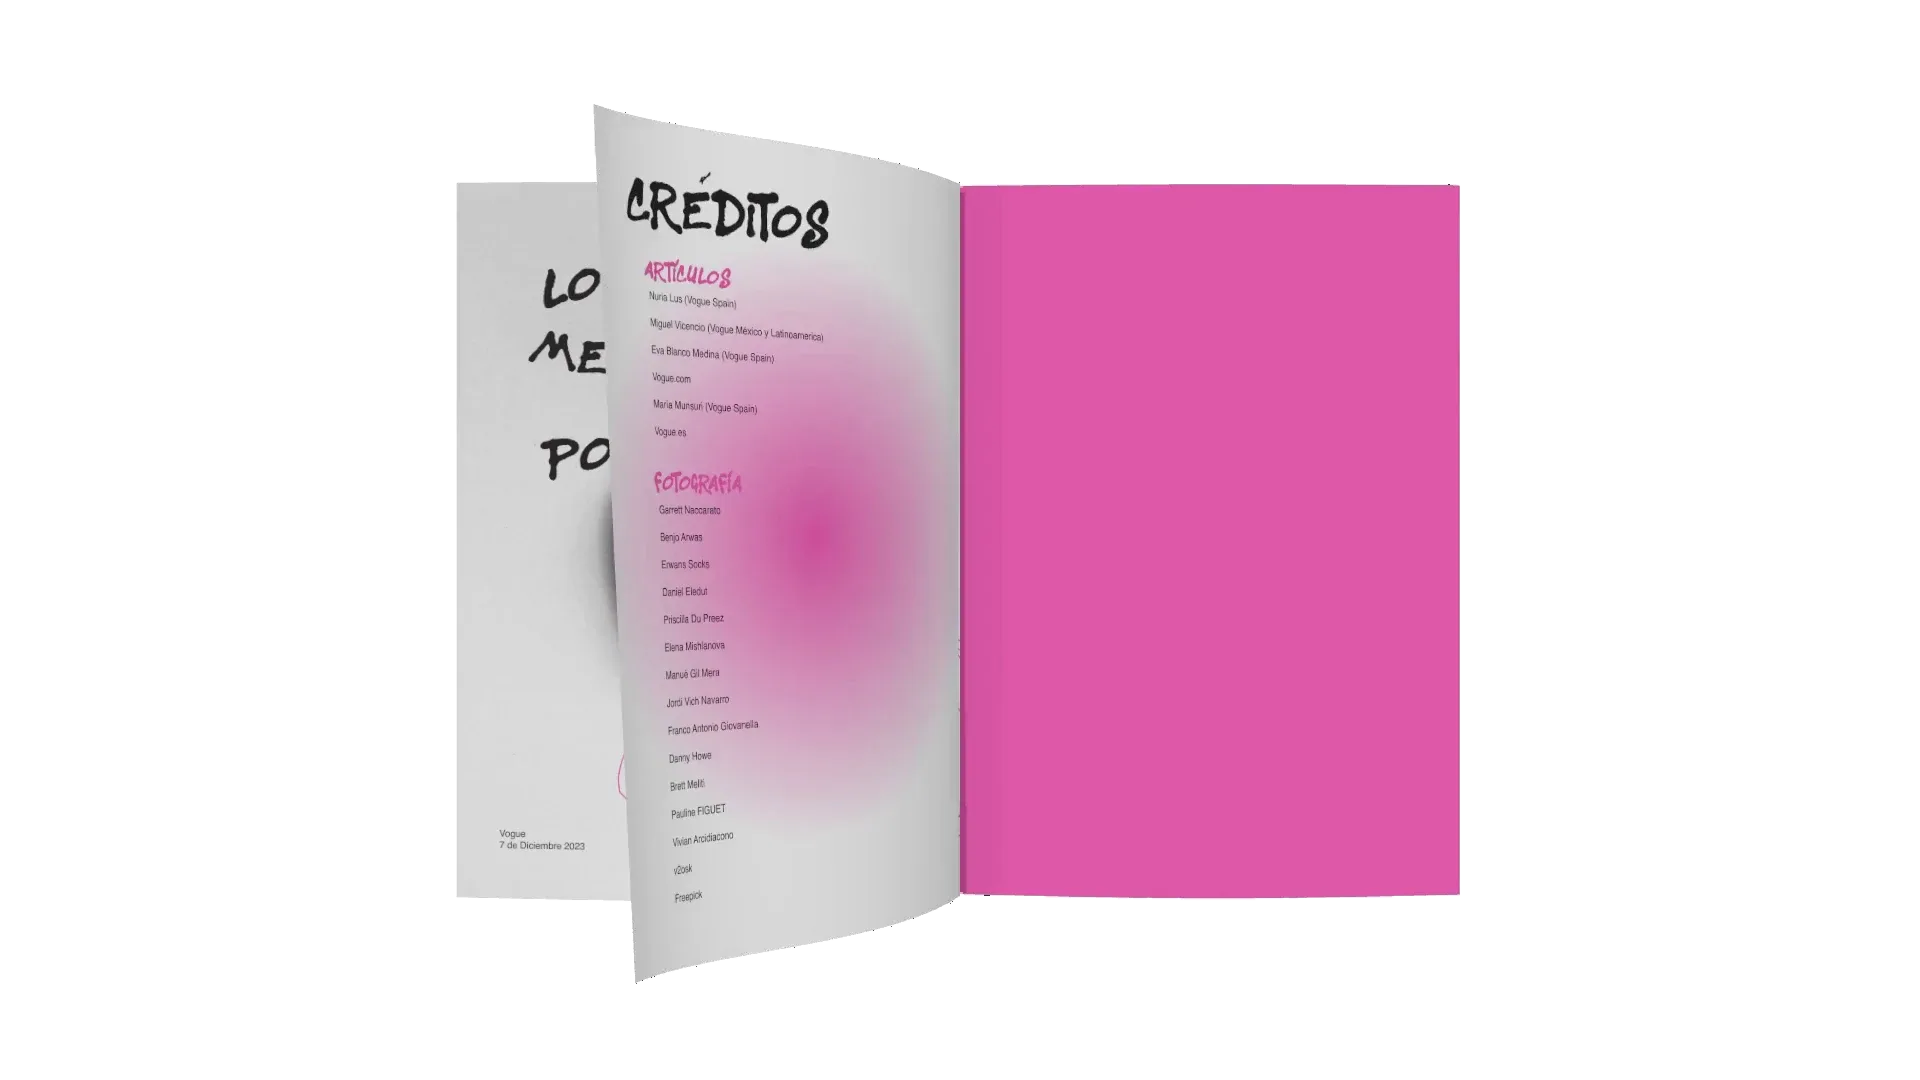 LO
ME
PO
Vogue
7 de Diciembre 2023
CRÉDITOS
ARTÍCULOS
Nuria Lus (Vogue Spain)
Miguel Vicencio (Vogue México y Latinoamerica)
Eva Blanco Medina (Vogue Spain)
Vogue.com
Maria Munsuri (Vogue Spain)
Vogue.es
FOTOGRAFÍA
Garrett Naccarato
Benjo Arwas
Erwans Socks
Daniel Eledut
Priscilla Du Preez
Elena Mishlanova
Manuè Gil Mera
Jordi Vich Navarro
Franco Antonio Giovanella
Danny Howe
Brett Meliti
Pauline FIGUET
Vivian Arcidiacono
v2osk
Freepick